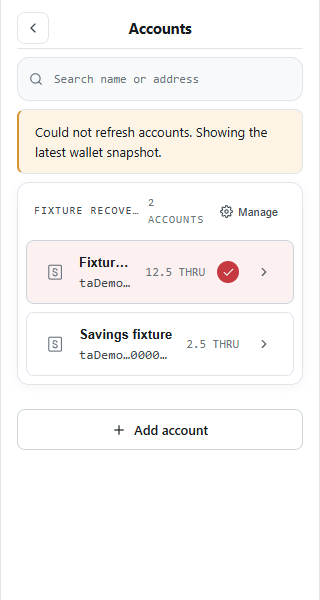 Accounts
Search name or address
Could not refresh accounts. Showing the
latest wallet snapshot.
FIXTURE RECOVE… 2 ACCOUNTS Manage
Fixtur…
taDemo…
12.5 THRU
Savings fixture
taDemo…0000…
2.5 THRU
Add account